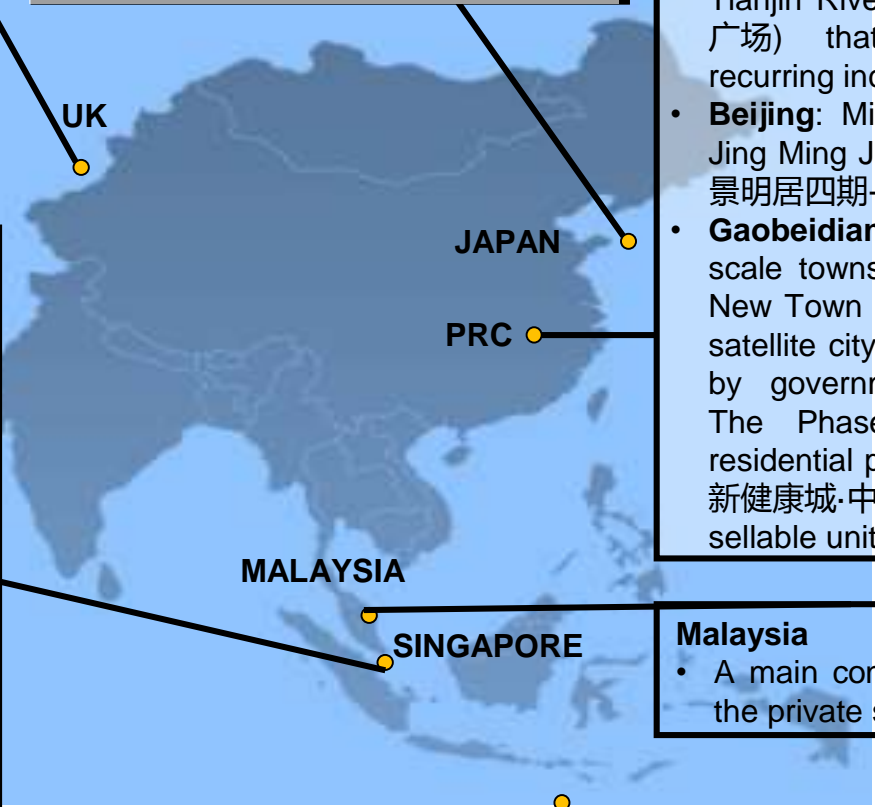 Tianjin Rive
广场) that
recurring inc
• Beijing: Mi
Jing Ming J
景明居四期-
• Gaobeidian
scale towns
New Town
satellite city
by governr
The Phase
residential p
新健康城·中
sellable unit
UK
JAPAN
PRC
MALAYSIA
SINGAPORE
Malaysia
• A main cor
the private s